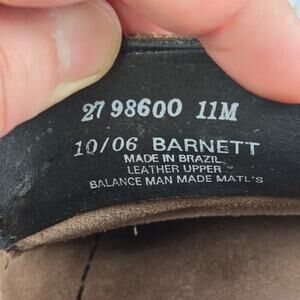 27 98600 11M
10/06 BARNETT
MADE IN BRAZIL
LEATHER UPPER
BALANCE MAN MADE MATL'S